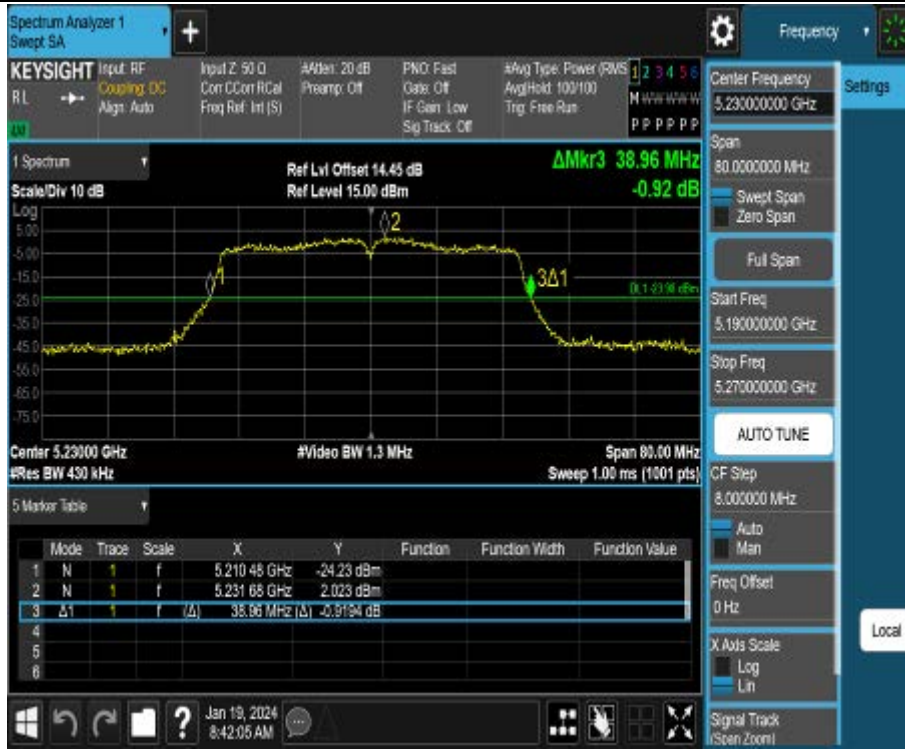 Spectrum Analyzer 1
Swept SA
+
Frequency
KEYSIGHT
RL
Input: RF
Coupling: DC
Align: Auto
Input Z: 50 Ω
Corr CCorr RCal
Freq Ref: Int (S)
#Atten: 20 dB
Preamp: Off
PNO: Fast
Gate: Off
IF Gain: Low
Sig Track: Off
#Avg Type: Power (RMS
Avg|Hold: 100/100
Trig: Free Run
1 2 3 4 5 6
M W W W W W
P P P P P P
1 Spectrum
Scale/Div 10 dB
Ref Lvl Offset 14.45 dB
Ref Level 15.00 dBm
ΔMkr3 38.96 MHz
-0.92 dB
Log
5.00
-5.00
-15.0
-25.0
-35.0
-45.0
-55.0
-65.0
-75.0
1
2
3Δ1
Center 5.23000 GHz
#Video BW 1.3 MHz
Span 80.00 MHz
#Res BW 430 kHz
Sweep 1.00 ms (1001 pts)
5 Marker Table
Mode Trace Scale X Y Function Function Width Function Value
1 N 1 f 5.210 48 GHz -24.23 dBm
2 N 1 f 5.231 68 GHz 2.023 dBm
3 Δ1 1 f (Δ) 38.96 MHz (Δ) -0.9194 dB
4
5
6
Jan 19, 2024
8:42:05 AM
?
Center Frequency
5.230000000 GHz
Settings
Span
80.0000000 MHz
Swept Span
Zero Span
Full Span
Start Freq
5.190000000 GHz
Stop Freq
5.270000000 GHz
AUTO TUNE
CF Step
8.000000 MHz
Auto
Man
Freq Offset
0 Hz
X Axis Scale
Log
Lin
Local
Signal Track
(Span Zoom)